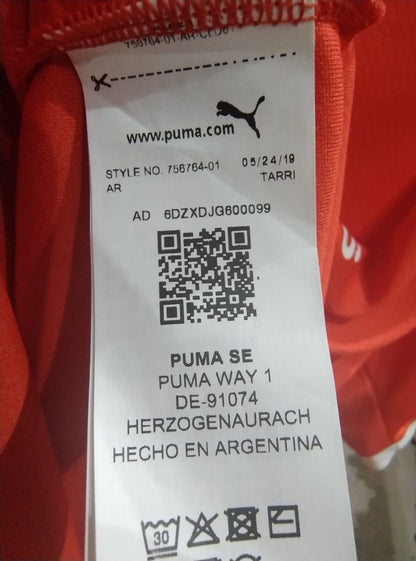 www.puma.com
STYLE NO. 756764-01 05/24/19
AR TARRI
AD 6DZXDJG600099
PUMA SE
PUMA WAY 1
DE-91074
HERZOGENAURACH
HECHO EN ARGENTINA
30